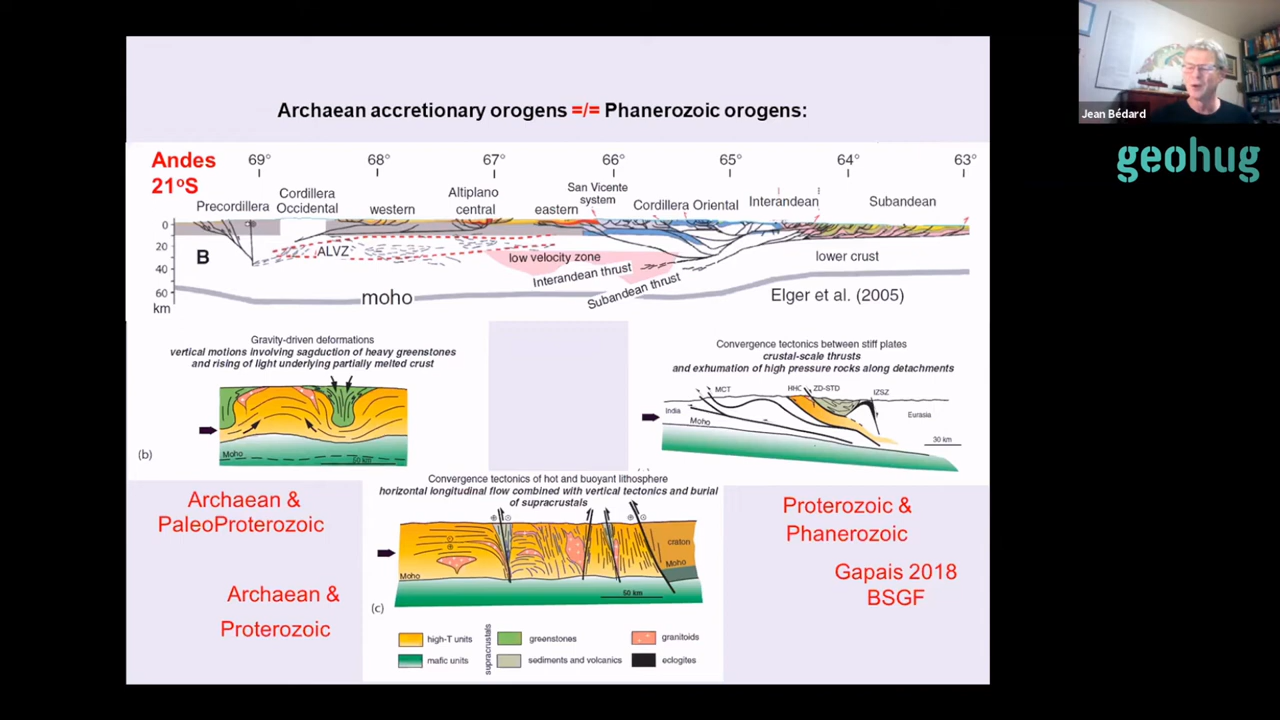 Archaean accretionary orogens =/= Phanerozoic orogens:
Jean Bédard
geohug
Andes
21°S
69° 68° 67° 66° 65° 64° 63°
Precordillera
Cordillera
Occidental
western
Altiplano
central
eastern
San Vicente
system
Cordillera Oriental
Interandean
Subandean
0
20
40
60
km
B
ALVZ
low velocity zone
Interandean thrust
Subandean thrust
lower crust
moho
Elger et al. (2005)
Gravity-driven deformations
vertical motions involving sagduction of heavy greenstones
and rising of light underlying partially melted crust
Moho
50 km
(b)
Convergence tectonics between stiff plates
crustal-scale thrusts
and exhumation of high pressure rocks along detachments
MCT
HHC
ZD-STD
IZSZ
India
Moho
Eurasia
30 km
Convergence tectonics of hot and buoyant lithosphere
horizontal longitudinal flow combined with vertical tectonics and burial
of supracrustals
craton
Moho
Moho
50 km
(c)
Archaean &
PaleoProterozoic
Archaean &
Proterozoic
Proterozoic &
Phanerozoic
Gapais 2018
BSGF
high-T units
mafic units
supracrustals
greenstones
sediments and volcanics
granitoids
eclogites